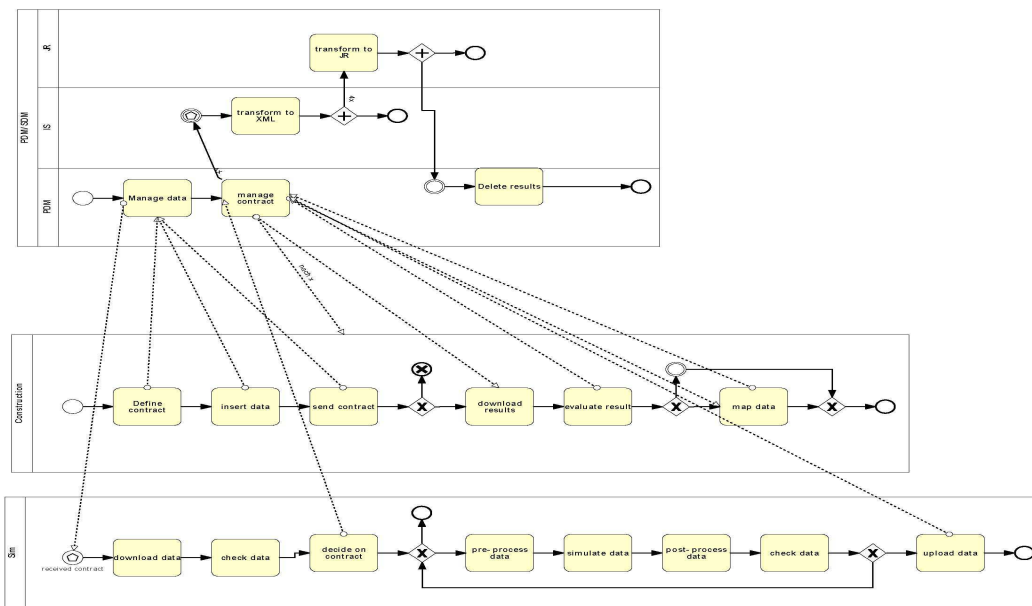 PDM/SDM
JR
transform to
JR
IS
transform to
XML
PDM
Manage data
manage
contract
Delete results
Construction
Define
contract
insert data
send contract
download
results
evaluate result
map data
Sim
received contract
download data
check data
decide on
contract
pre- process
data
simulate data
post- process
data
check data
upload data